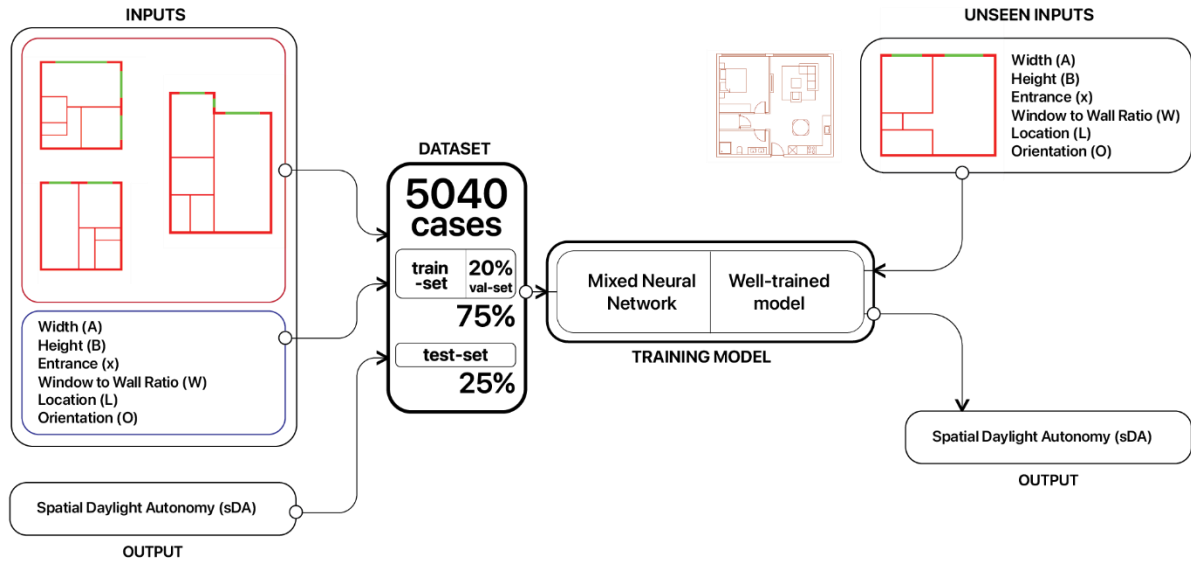 INPUTS
Width (A)
Height (B)
Entrance (x)
Window to Wall Ratio (W)
Location (L)
Orientation (O)
Spatial Daylight Autonomy (sDA)
OUTPUT
DATASET
5040
cases
train
-set
20%
val-set
75%
test-set
25%
Mixed Neural
Network
Well-trained
model
TRAINING MODEL
UNSEEN INPUTS
Width (A)
Height (B)
Entrance (x)
Window to Wall Ratio (W)
Location (L)
Orientation (O)
Spatial Daylight Autonomy (sDA)
OUTPUT